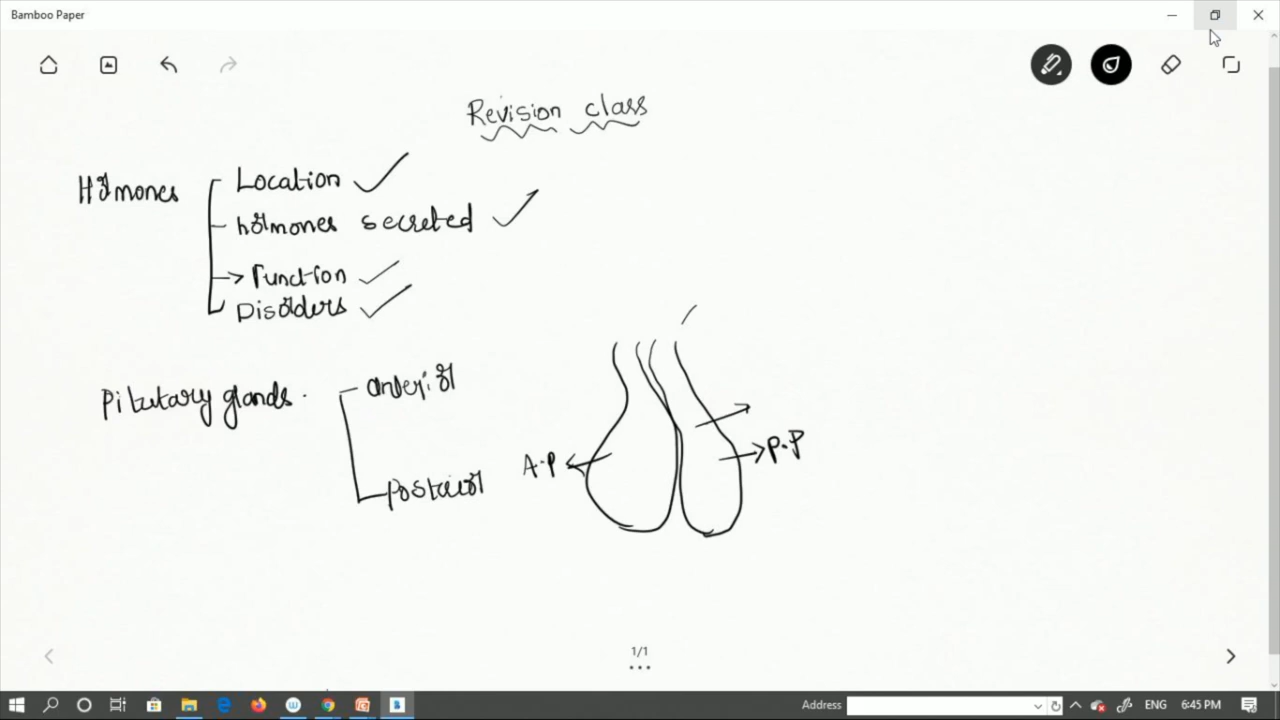 Bamboo Paper
Revision class
Hormones
Location
hormones secreted
Function
Disorders
Pitutary glands.
anterior
Posterior
A.P
P.P
1/1
Address
ENG
6:45 PM